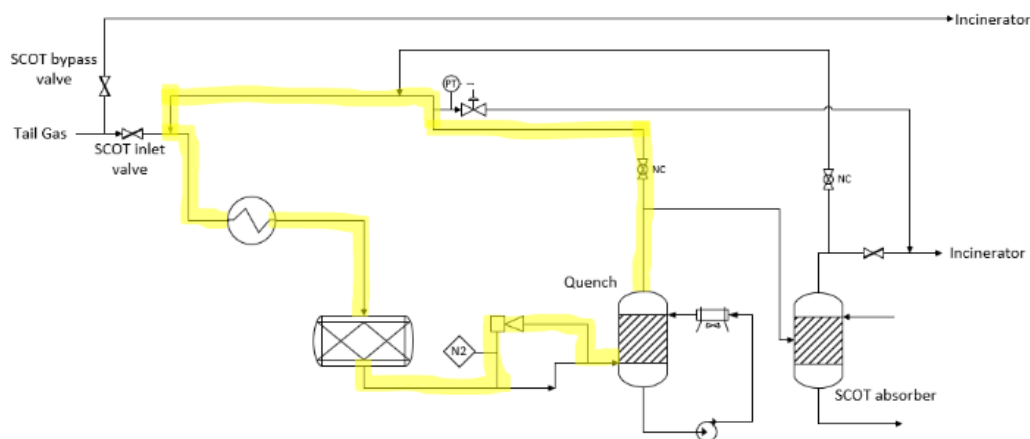 Incinerator
SCOT bypass
valve
PT
Tail Gas
SCOT inlet
valve
NC
NC
Incinerator
Quench
N2
SCOT absorber